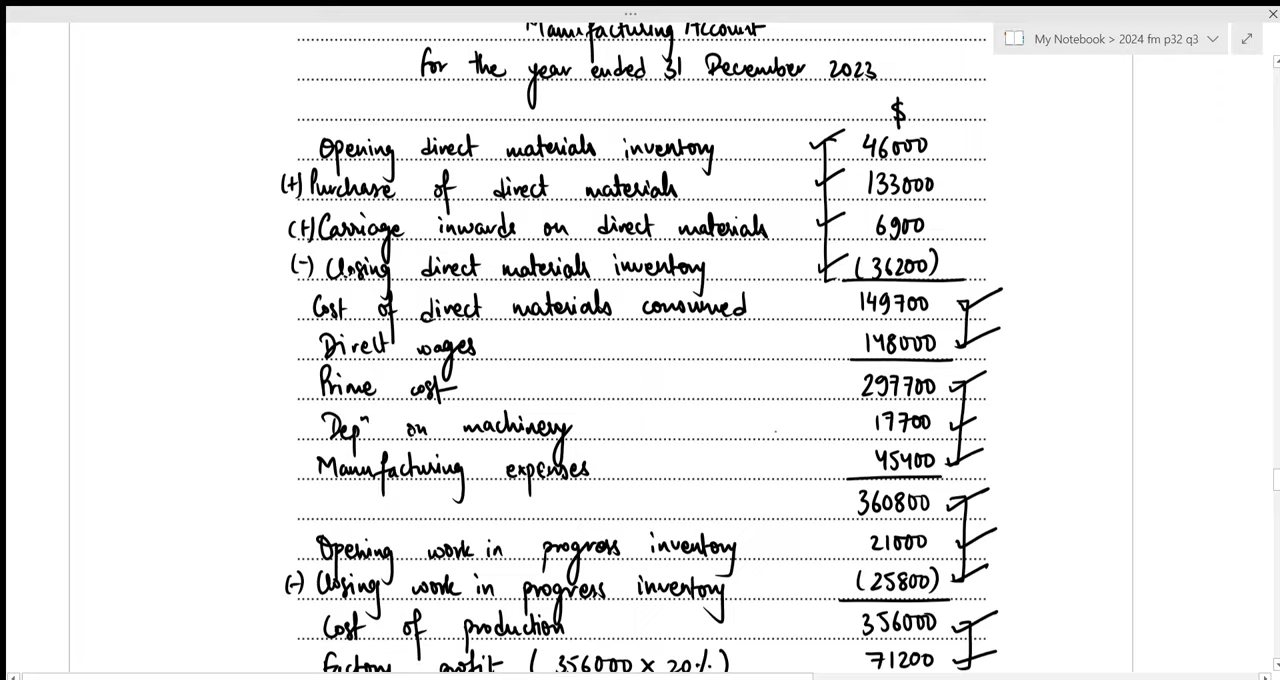 My Notebook > 2024 fm p32 q3
Manufacturing Account
for the year ended 31 December 2023
$
Opening direct materials inventory 46000
(+) Purchase of direct materials 133000
(+) Carriage inwards on direct materials 6900
(-) Closing direct materials inventory (36200)
Cost of direct materials consumed 149700
Direct wages 148000
Prime cost 297700
Depⁿ on machinery 17700
Manufacturing expenses 45400
360800
Opening work in progress inventory 21000
(-) Closing work in progress inventory (25800)
Cost of production 356000
Factory profit (356000 x 20%) 71200